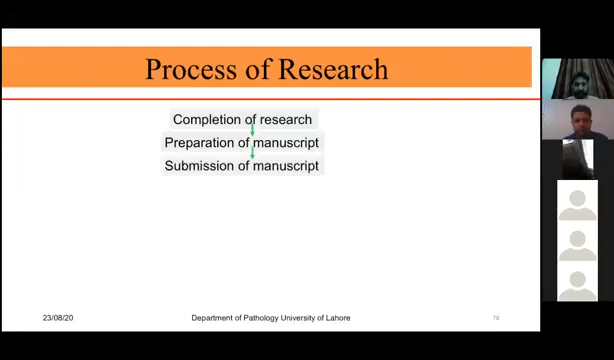 Process of Research
Completion of research
Preparation of manuscript
Submission of manuscript
23/08/20
Department of Pathology University of Lahore
78